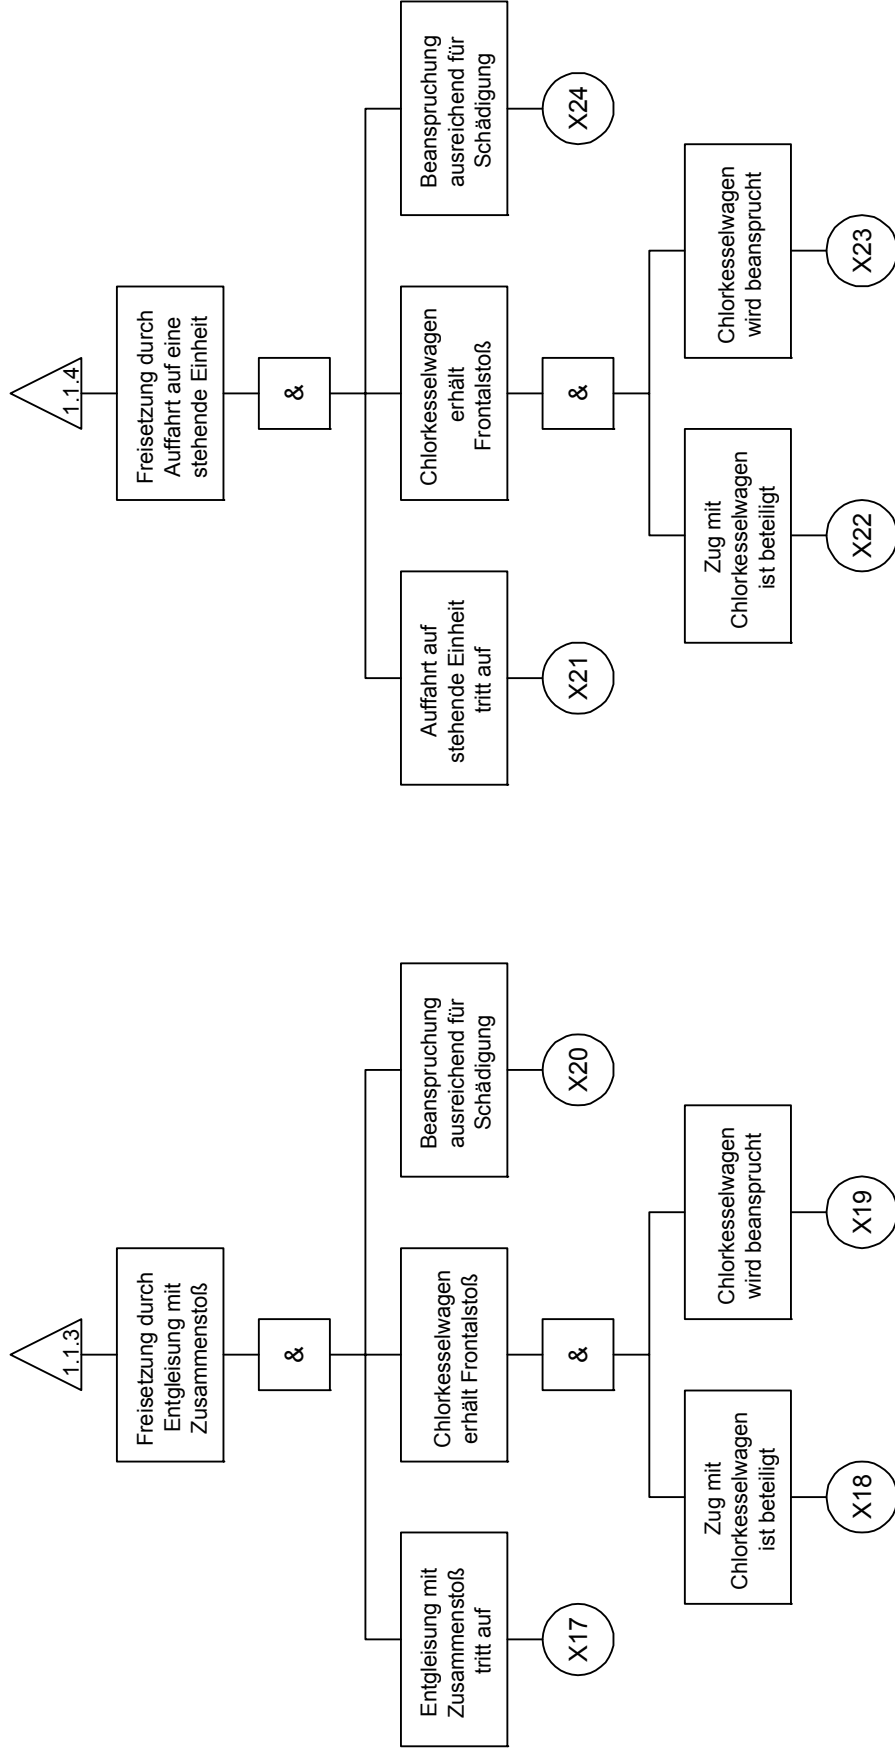 1.1.3
Freisetzung durch
Entgleisung mit
Zusammenstoß
&
Entgleisung mit
Zusammenstoß
tritt auf
X17
Chlorkesselwagen
erhält Frontalstoß
Beanspruchung
ausreichend für
Schädigung
X20
&
Zug mit
Chlorkesselwagen
ist beteiligt
X18
Chlorkesselwagen
wird beansprucht
X19
1.1.4
Freisetzung durch
Auffahrt auf eine
stehende Einheit
&
Auffahrt auf
stehende Einheit
tritt auf
X21
Chlorkesselwagen
erhält
Frontalstoß
Beanspruchung
ausreichend für
Schädigung
X24
&
Zug mit
Chlorkesselwagen
ist beteiligt
X22
Chlorkesselwagen
wird beansprucht
X23